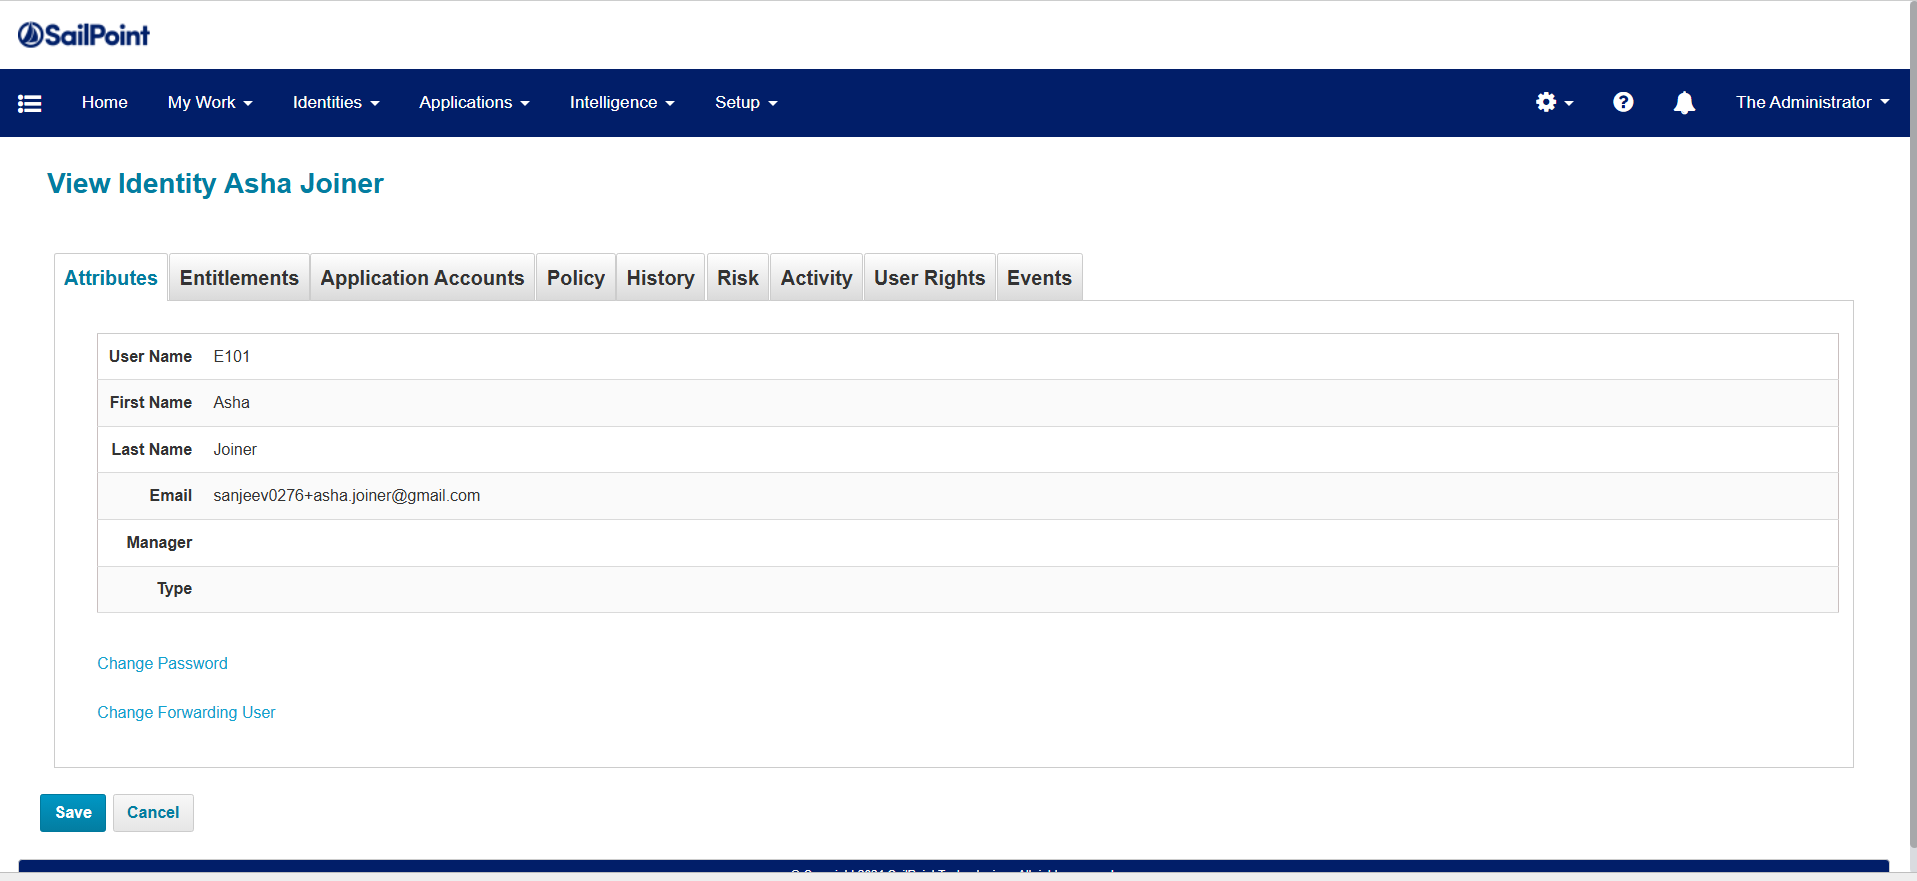 SailPoint
Home My Work Identities Applications Intelligence Setup The Administrator
View Identity Asha Joiner
Attributes Entitlements Application Accounts Policy History Risk Activity User Rights Events
User Name E101
First Name Asha
Last Name Joiner
Email sanjeev0276+asha.joiner@gmail.com
Manager
Type
Change Password
Change Forwarding User
Save Cancel